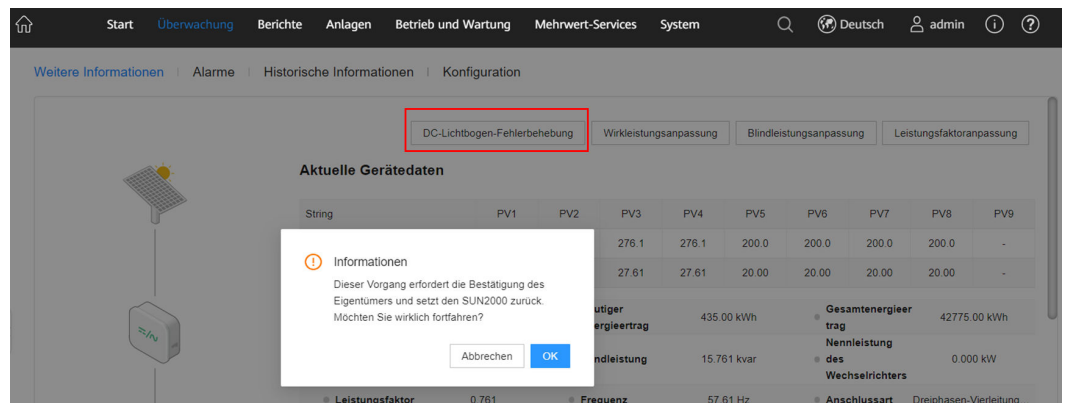 Start Überwachung Berichte Anlagen Betrieb und Wartung Mehrwert-Services System Deutsch admin
Weitere Informationen Alarme Historische Informationen Konfiguration
DC-Lichtbogen-Fehlerbehebung Wirkleistungsanpassung Blindleistungsanpassung Leistungsfaktoranpassung
Aktuelle Gerätedaten
String PV1 PV2 PV3 PV4 PV5 PV6 PV7 PV8 PV9
276.1 276.1 200.0 200.0 200.0 200.0 -
27.61 27.61 20.00 20.00 20.00 20.00 -
Informationen
Dieser Vorgang erfordert die Bestätigung des
Eigentümers und setzt den SUN2000 zurück.
Möchten Sie wirklich fortfahren?
Abbrechen OK
utiger
ergieertrag
435.00 kWh
Gesamtenergieer
trag
42775.00 kWh
ndleistung
15.761 kvar
Nennleistung
des
Wechselrichters
0.000 kW
Leistungsfaktor 0.761 Frequenz 57.61 Hz Anschlussart Dreiphasen-Vierleitung...